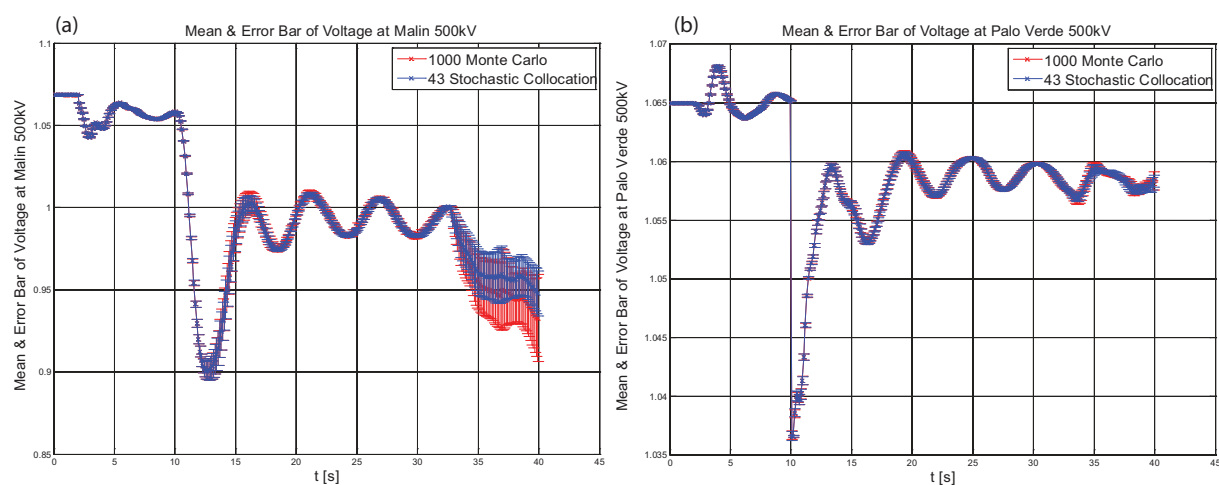 (a)
Mean & Error Bar of Voltage at Malin 500kV
1000 Monte Carlo
43 Stochastic Collocation
Mean & Error Bar of Voltage at Malin 500kV
1.1
1.05
1
0.95
0.9
0.85
0 5 10 15 20 25 30 35 40 45
t [s]
(b)
Mean & Error Bar of Voltage at Palo Verde 500kV
1000 Monte Carlo
43 Stochastic Collocation
Mean & Error Bar of Voltage at Palo Verde 500kV
1.07
1.065
1.06
1.055
1.05
1.045
1.04
1.035
0 5 10 15 20 25 30 35 40 45
t [s]